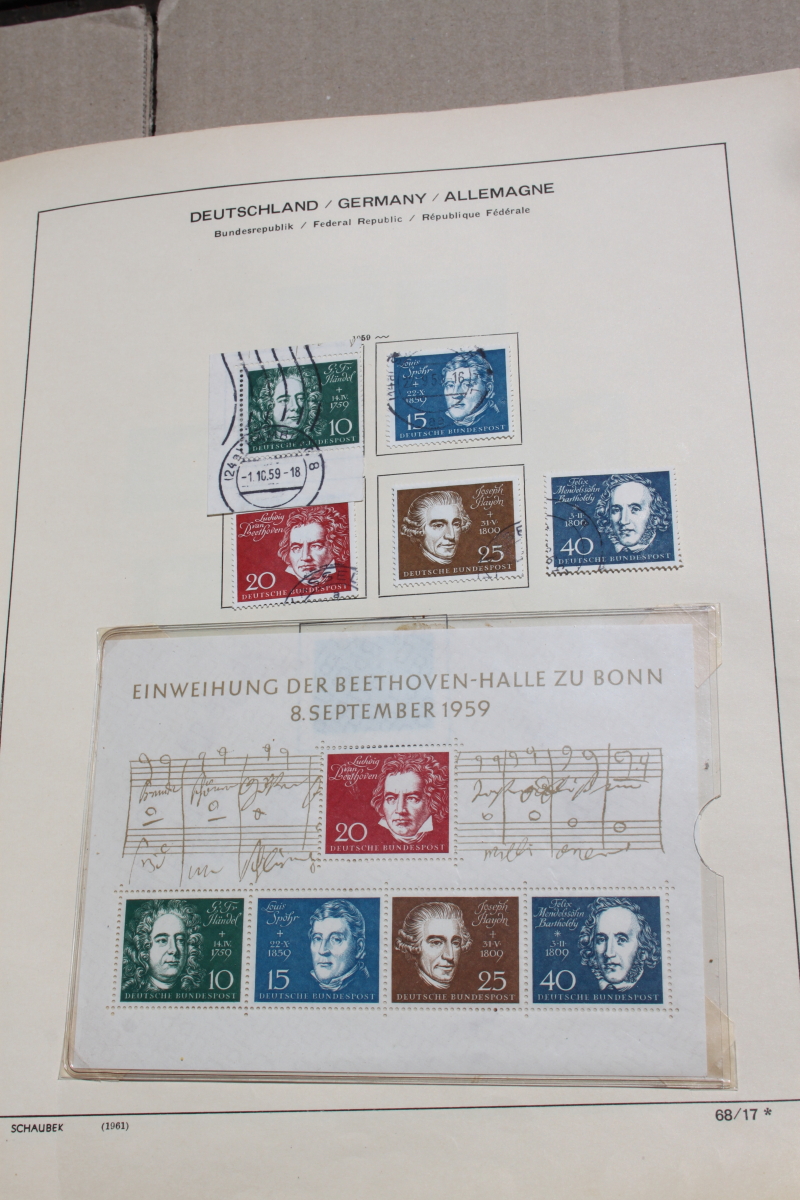 DEUTSCHLAND / GERMANY / ALLEMAGNE
Bundesrepublik / Federal Republic / République Fédérale
1959
G. Fr.
Händel
+
14.IV.
1759
10
DEUTSCHE BUNDESPOST
-1.10.59-18
Louis
Spohr
+
22·X·
1859
15
DEUTSCHE BUNDESPOST
Ludwig
van
Beethoven
20
DEUTSCHE BUNDESPOST
Joseph
Haydn
31·V·
1809
25
DEUTSCHE BUNDESPOST
Felix
Mendelssohn
Bartholdy
3·II·
1809
40
DEUTSCHE BUNDESPOST
EINWEIHUNG DER BEETHOVEN-HALLE ZU BONN
8. SEPTEMBER 1959
Ludwig
van
Beethoven
20
DEUTSCHE BUNDESPOST
G. Fr.
Händel
+
14.IV.
1759
10
DEUTSCHE BUNDESPOST
Louis
Spohr
+
22·X·
1859
15
DEUTSCHE BUNDESPOST
Joseph
Haydn
+
31·V·
1809
25
DEUTSCHE BUNDESPOST
Felix
Mendelssohn
Bartholdy
3·II·
1809
40
DEUTSCHE BUNDESPOST
SCHAUBEK (1961)
68/17 *